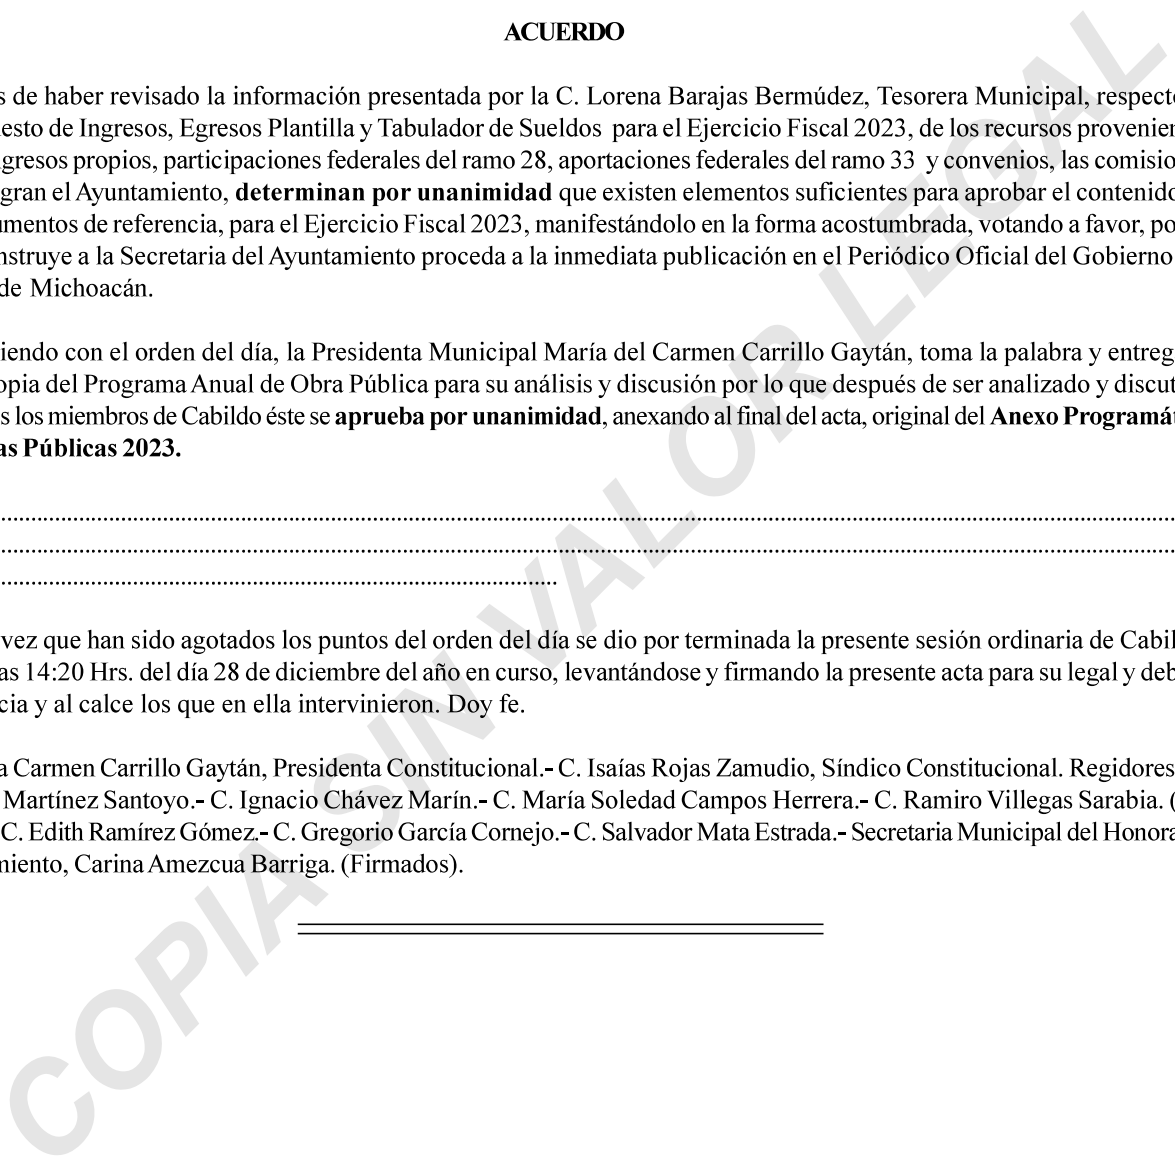 ACUERDO
s de haber revisado la información presentada por la C. Lorena Barajas Bermúdez, Tesorera Municipal, respect
esto de Ingresos, Egresos Plantilla y Tabulador de Sueldos para el Ejercicio Fiscal 2023, de los recursos provenien
gresos propios, participaciones federales del ramo 28, aportaciones federales del ramo 33 y convenios, las comisio
gran el Ayuntamiento, determinan por unanimidad que existen elementos suficientes para aprobar el contenido
umentos de referencia, para el Ejercicio Fiscal 2023, manifestándolo en la forma acostumbrada, votando a favor, po
nstruye a la Secretaria del Ayuntamiento proceda a la inmediata publicación en el Periódico Oficial del Gobierno
de Michoacán.
iendo con el orden del día, la Presidenta Municipal María del Carmen Carrillo Gaytán, toma la palabra y entreg
opia del Programa Anual de Obra Pública para su análisis y discusión por lo que después de ser analizado y discut
s los miembros de Cabildo éste se aprueba por unanimidad, anexando al final del acta, original del Anexo Programá
as Públicas 2023.
....................................................................................................................................................................................................
....................................................................................................................................................................................................
.............................................................................................
vez que han sido agotados los puntos del orden del día se dio por terminada la presente sesión ordinaria de Cabil
as 14:20 Hrs. del día 28 de diciembre del año en curso, levantándose y firmando la presente acta para su legal y deb
cia y al calce los que en ella intervinieron. Doy fe.
a Carmen Carrillo Gaytán, Presidenta Constitucional.- C. Isaías Rojas Zamudio, Síndico Constitucional. Regidores
Martínez Santoyo.- C. Ignacio Chávez Marín.- C. María Soledad Campos Herrera.- C. Ramiro Villegas Sarabia. (
C. Edith Ramírez Gómez.- C. Gregorio García Cornejo.- C. Salvador Mata Estrada.- Secretaria Municipal del Honora
miento, Carina Amezcua Barriga. (Firmados).
COPIA SIN VALOR LEGAL